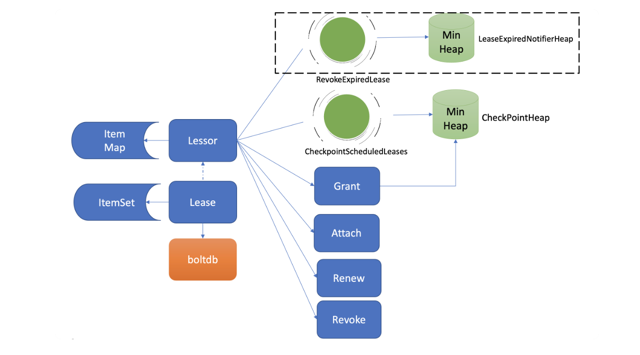 Min
Heap
LeaseExpiredNotifierHeap
RevokeExpiredLease
Min
Heap
CheckPointHeap
CheckpointScheduledLeases
Item
Map
Lessor
ItemSet
Lease
Grant
Attach
boltdb
Renew
Revoke